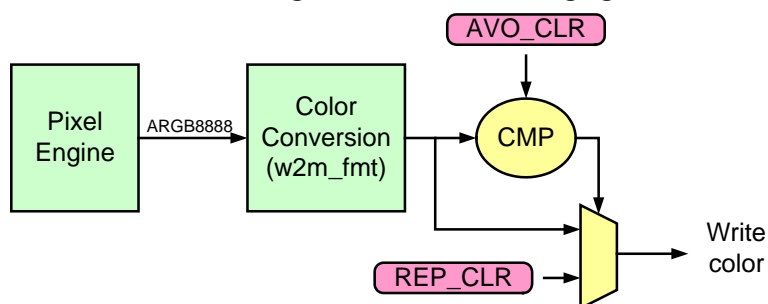 AVO_CLR
Pixel
Engine
ARGB8888
Color
Conversion
(w2m_fmt)
CMP
Write
color
REP_CLR